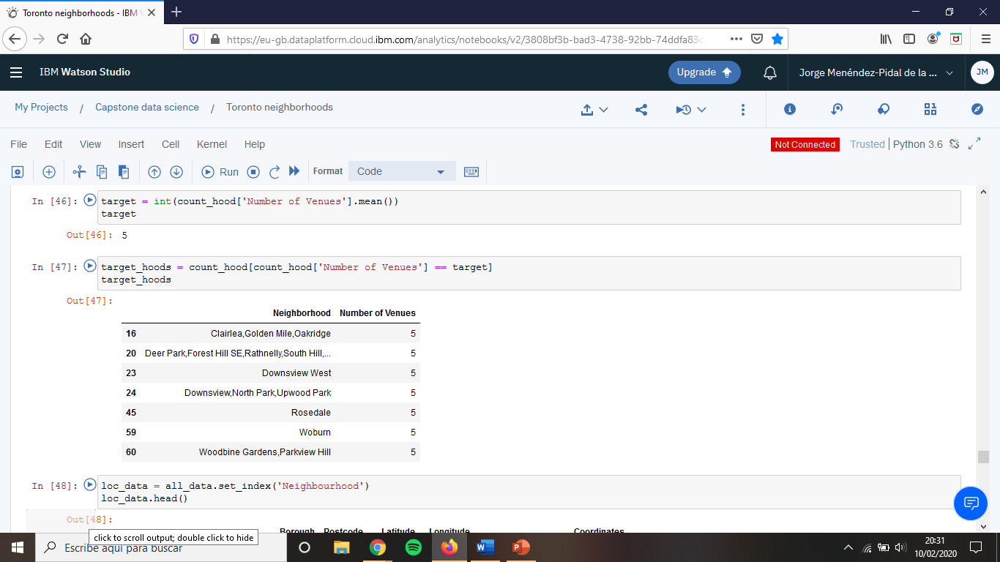 Toronto neighborhoods - IBM W
https://eu-gb.dataplatform.cloud.ibm.com/analytics/notebooks/v2/3808bf3b-bad3-4738-92bb-74ddfa83c
IBM Watson Studio
Upgrade
Jorge Menéndez-Pidal de la ...
JM
My Projects / Capstone data science / Toronto neighborhoods
File Edit View Insert Cell Kernel Help
Not Connected
Trusted
Python 3.6
Run
Format
Code
In [46]:
target = int(count_hood['Number of Venues'].mean())
target
Out[46]: 5
In [47]:
target_hoods = count_hood[count_hood['Number of Venues'] == target]
target_hoods
Out[47]:
Neighborhood Number of Venues
16 Clairlea,Golden Mile,Oakridge 5
20 Deer Park,Forest Hill SE,Rathnelly,South Hill,... 5
23 Downsview West 5
24 Downsview,North Park,Upwood Park 5
45 Rosedale 5
59 Woburn 5
60 Woodbine Gardens,Parkview Hill 5
In [48]:
loc_data = all_data.set_index('Neighbourhood')
loc_data.head()
Out[48]:
Borough Postcode Latitude Longitude Coordinates
click to scroll output; double click to hide
Escribe aquí para buscar
20:31
10/02/2020